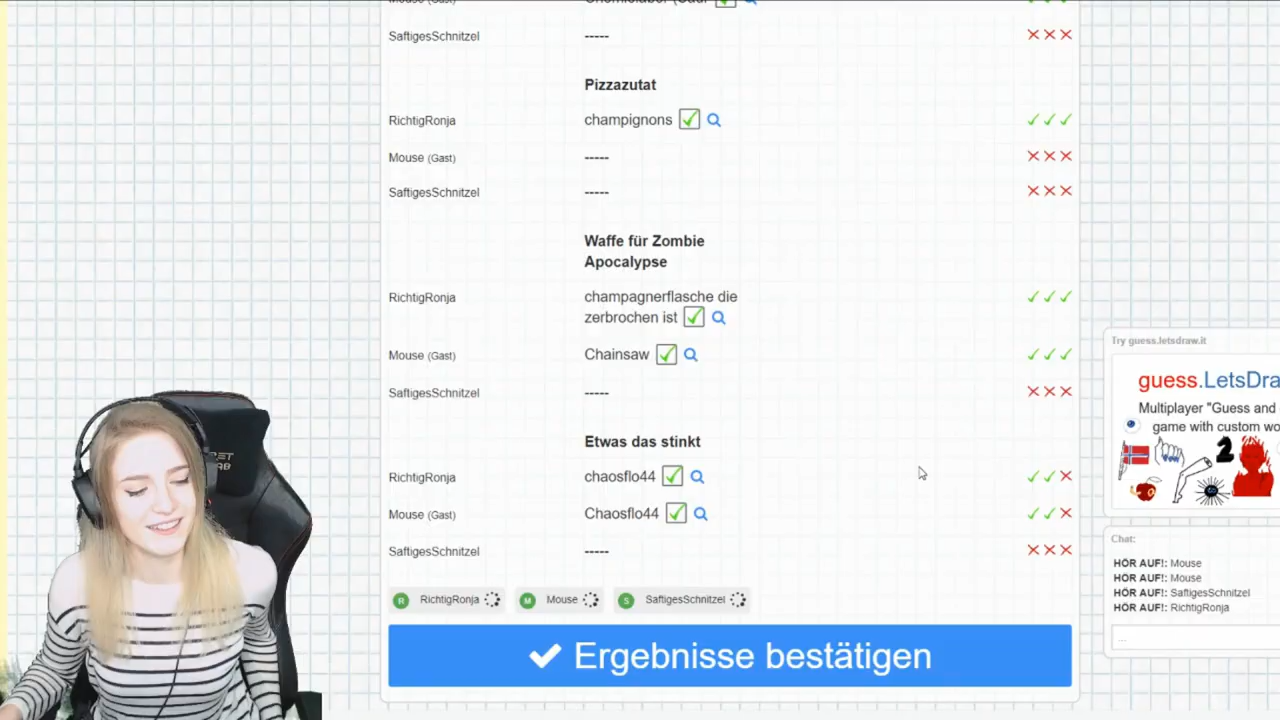 Mouse (Gast)
SaftigesSchnitzel -----
Pizzazutat
RichtigRonja champignons
Mouse (Gast) -----
SaftigesSchnitzel -----
Waffe für Zombie
Apocalypse
RichtigRonja champagnerflasche die
zerbrochen ist
Mouse (Gast) Chainsaw
SaftigesSchnitzel -----
Etwas das stinkt
RichtigRonja chaosflo44
Mouse (Gast) Chaosflo44
SaftigesSchnitzel -----
R RichtigRonja M Mouse S SaftigesSchnitzel
Ergebnisse bestätigen
Try guess.letsdraw.it
guess.LetsDra
Multiplayer "Guess and
game with custom wo
Chat:
HÖR AUF!: Mouse
HÖR AUF!: Mouse
HÖR AUF!: SaftigesSchnitzel
HÖR AUF!: RichtigRonja
...